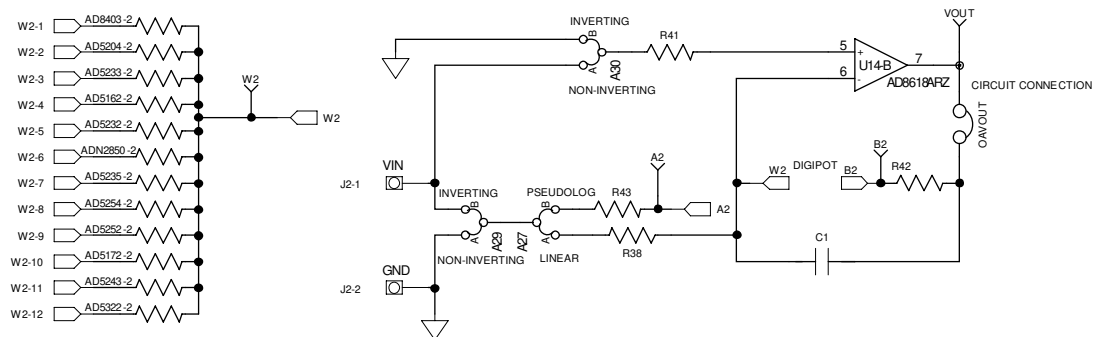 W2-1 AD8403-2
W2-2 AD5204-2
W2-3 AD5233-2
W2-4 AD5162-2
W2-5 AD5232-2
W2-6 ADN2850-2
W2-7 AD5235-2
W2-8 AD5254-2
W2-9 AD5252-2
W2-10 AD5172-2
W2-11 AD5243-2
W2-12 AD5322-2
W2
W2
INVERTING
B
A
A30
NON-INVERTING
R41
VOUT
5
+
U14-B
7
6
-
AD8618ARZ
CIRCUIT CONNECTION
OAVOUT
VIN
J2-1
INVERTING
B
A
A29
NON-INVERTING
PSEUDOLOG
B
A
A27
LINEAR
R43
A2
A2
R38
W2
DIGIPOT
B2
B2
R42
C1
GND
J2-2